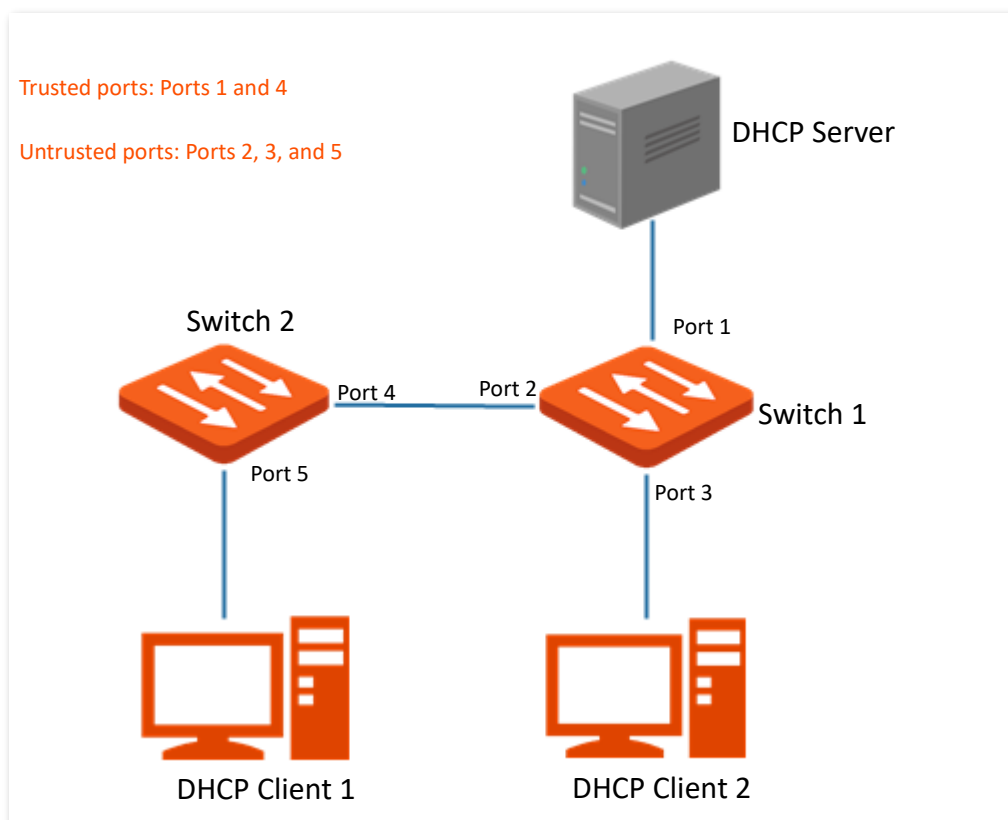 Trusted ports: Ports 1 and 4
Untrusted ports: Ports 2, 3, and 5
DHCP Server
Port 1
Switch 2
Port 4
Port 2
Switch 1
Port 5
Port 3
DHCP Client 1
DHCP Client 2